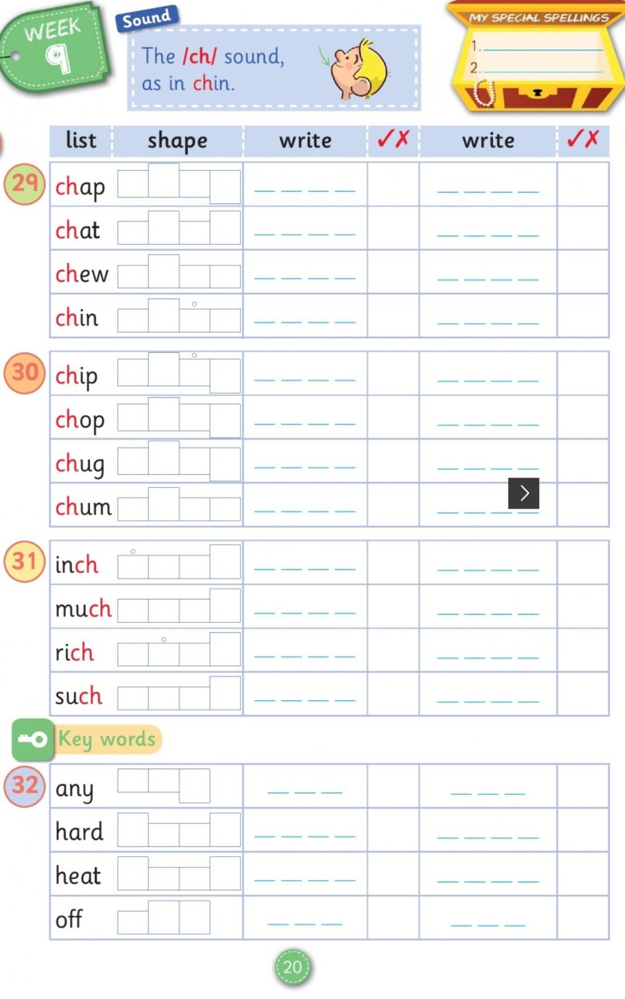 WEEK
9
Sound
The /ch/ sound,
as in chin.
MY SPECIAL SPELLINGS
1.
2.
list shape write ✓✗ write ✓✗
29
chap
chat
chew
chin
30
chip
chop
chug
chum
31
inch
much
rich
such
Key words
32
any
hard
heat
off
20